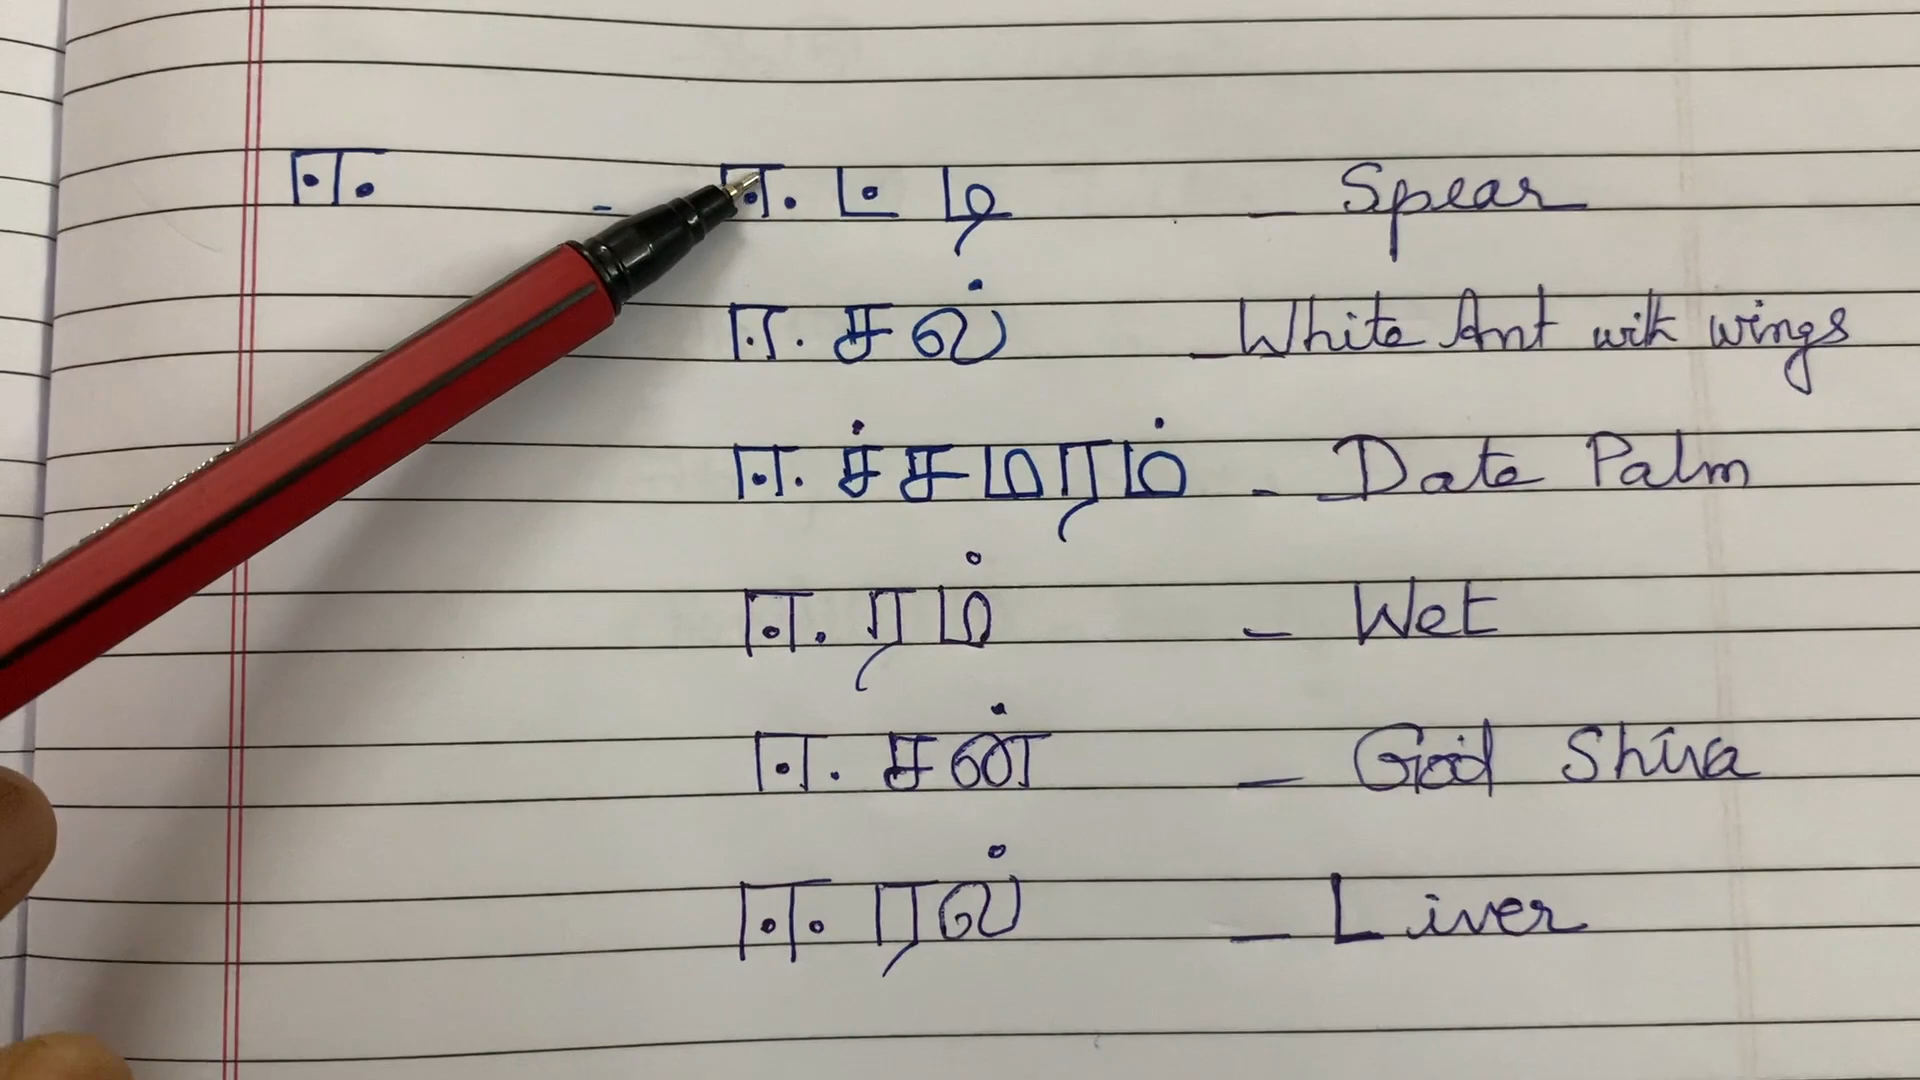 ஈ - ஈட்டி - Spear
ஈசல் - White Ant with wings
ஈச்சமரம் - Date Palm
ஈரம் - Wet
ஈசன் - God Shiva
ஈரல் - Liver